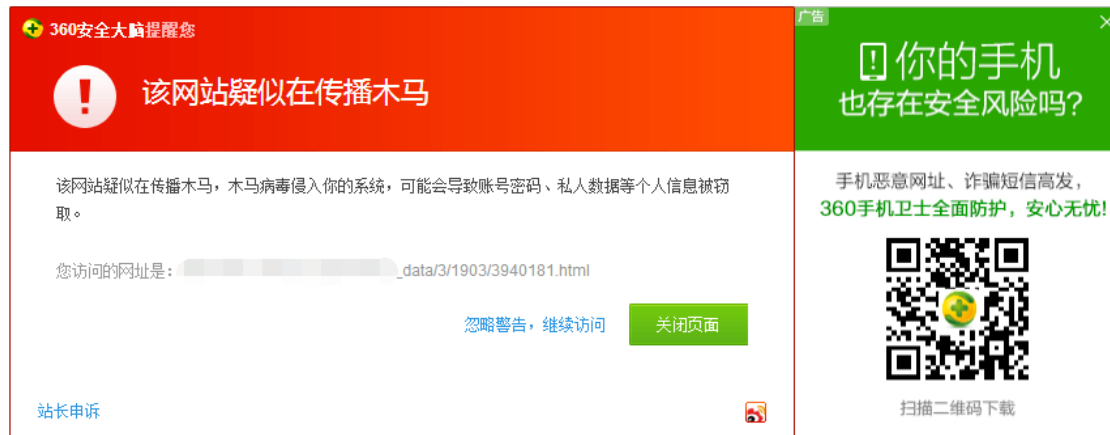 360安全大脑提醒您
该网站疑似在传播木马
该网站疑似在传播木马，木马病毒侵入你的系统，可能会导致账号密码、私人数据等个人信息被窃
取。
您访问的网址是：_data/3/1903/3940181.html
忽略警告，继续访问
关闭页面
站长申诉
广告
你的手机
也存在安全风险吗?
手机恶意网址、诈骗短信高发，
360手机卫士全面防护，安心无忧!
扫描二维码下载